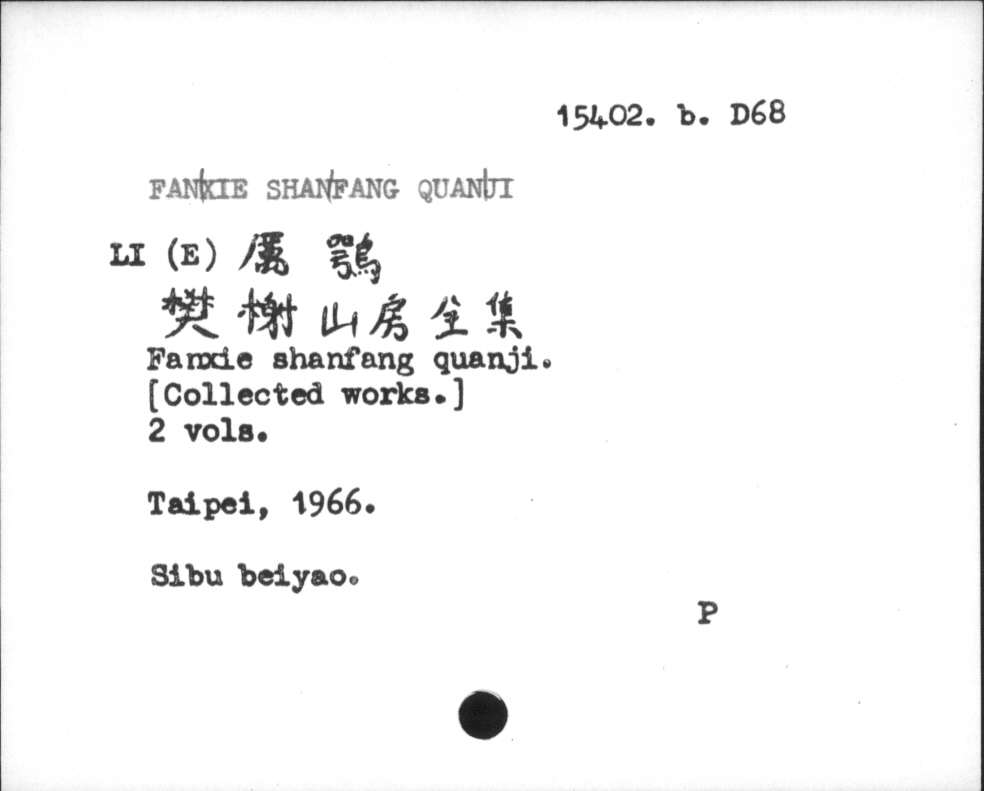 15402. b. D68
FANXIE SHANFANG QUANJI
LI (E) 厲 鶚
樊榭山房全集
Fanxie shanfang quanji.
[Collected works.]
2 vols.
Taipei, 1966.
Sibu beiyao.
P